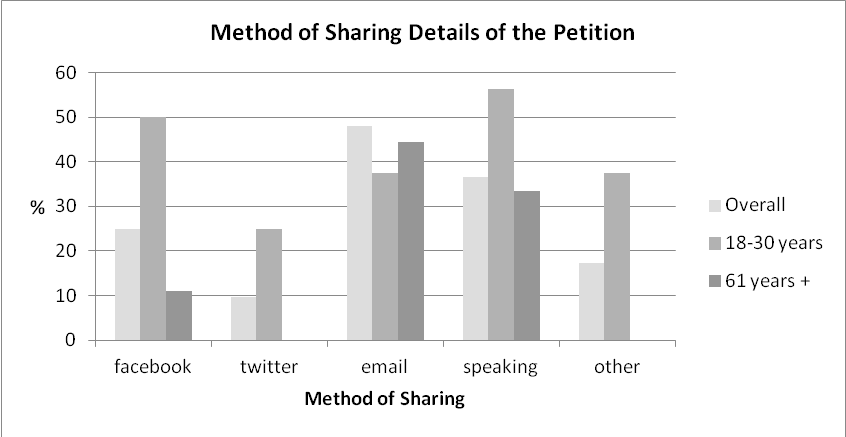 Method of Sharing Details of the Petition
60
50
40
% 30
20
10
0
facebook twitter email speaking other
Method of Sharing
Overall
18-30 years
61 years +